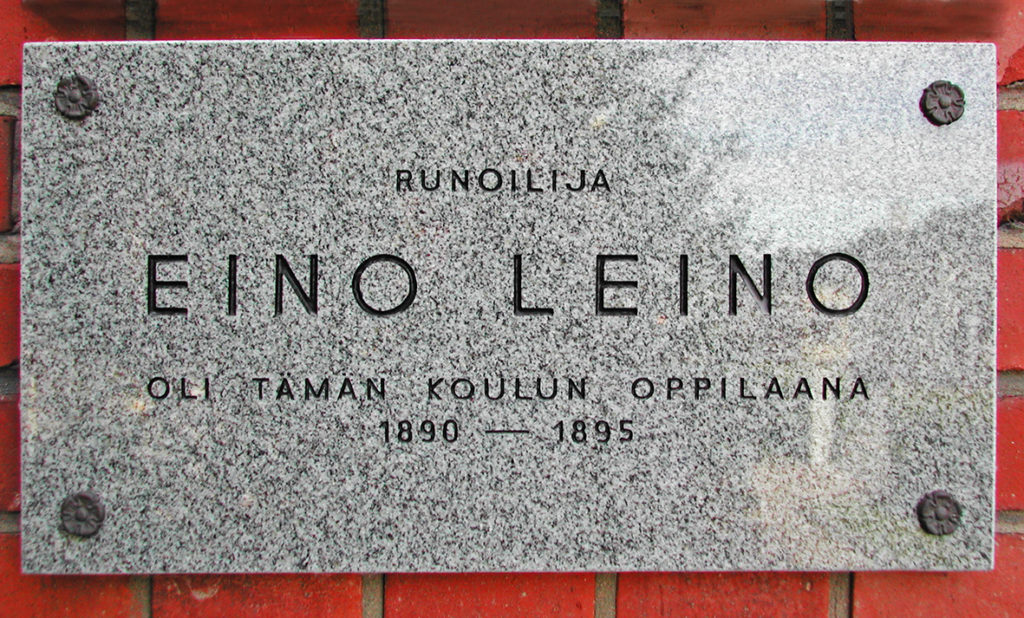 RUNOILIJA
EINO LEINO
OLI TÄMÄN KOULUN OPPILAANA
1890 — 1895